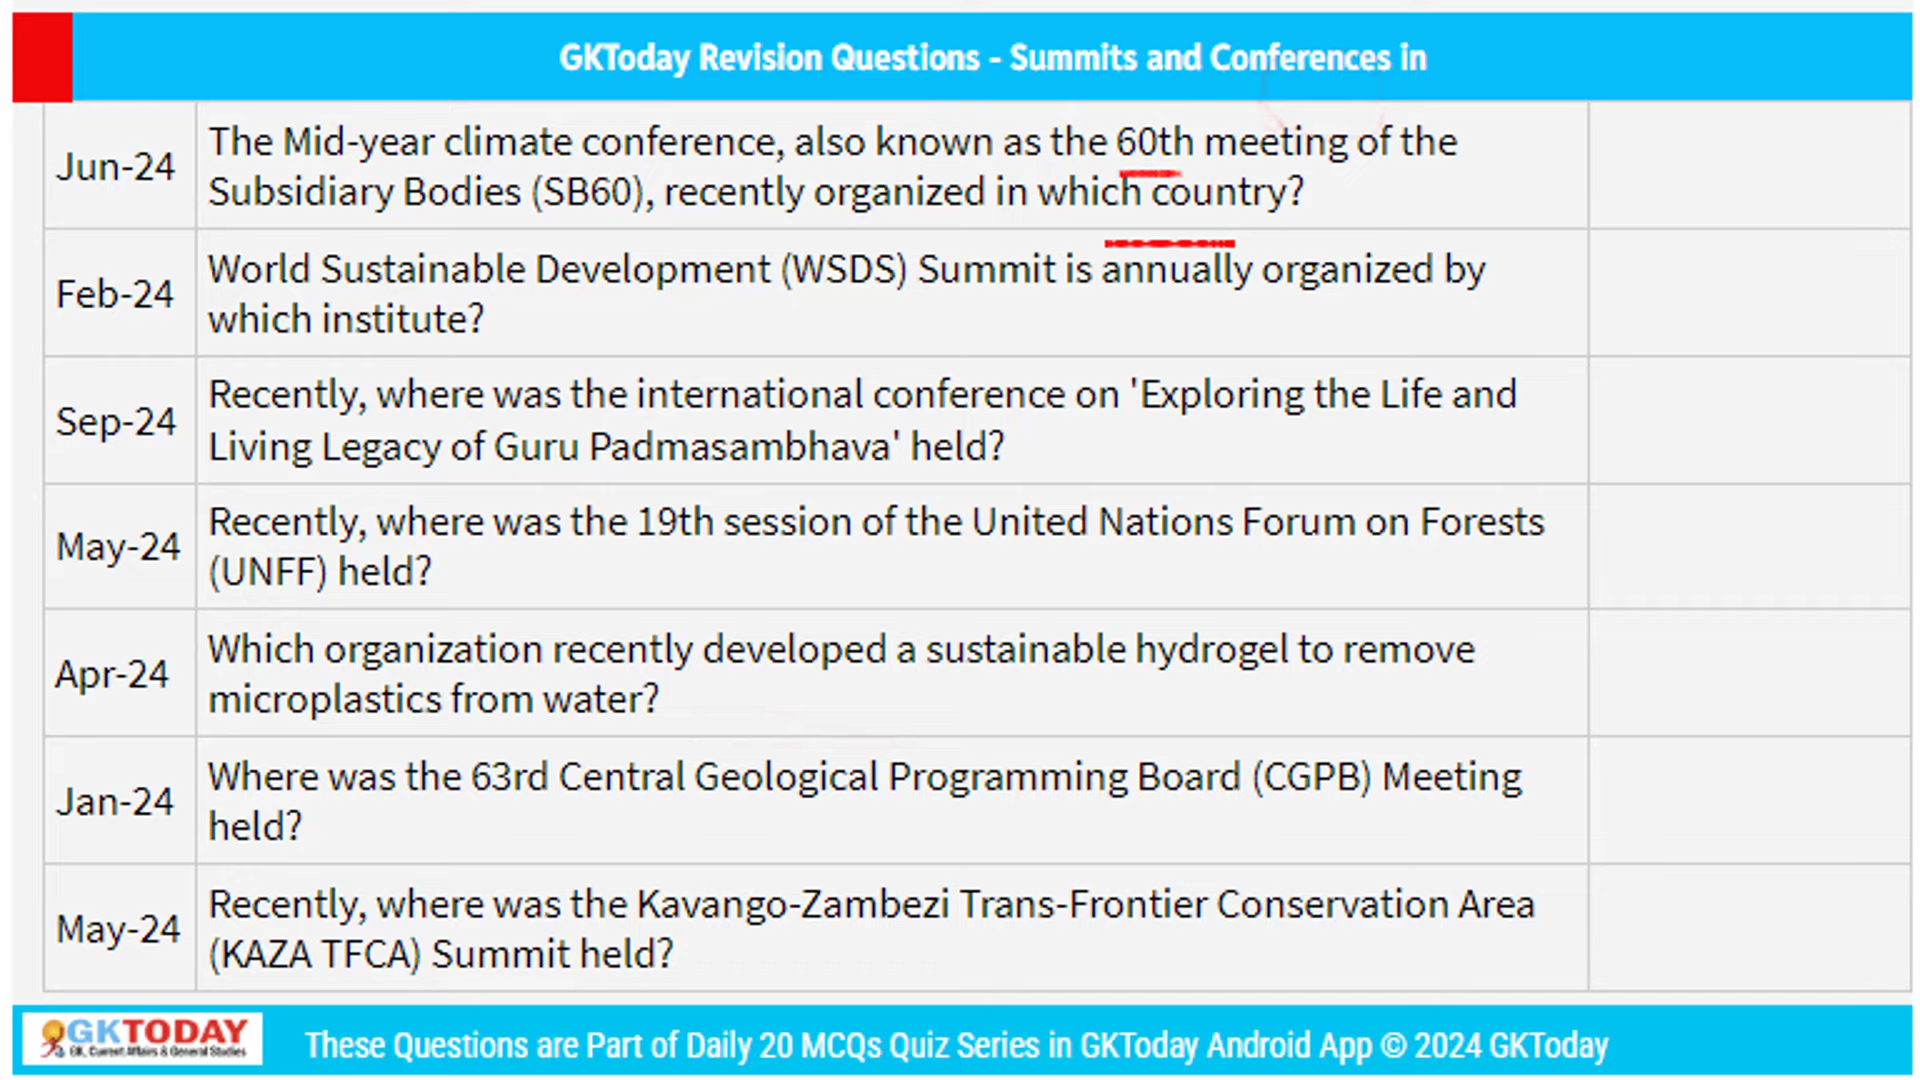 GKToday Revision Questions - Summits and Conferences in
Jun-24
The Mid-year climate conference, also known as the 60th meeting of the
Subsidiary Bodies (SB60), recently organized in which country?
Feb-24
World Sustainable Development (WSDS) Summit is annually organized by
which institute?
Sep-24
Recently, where was the international conference on 'Exploring the Life and
Living Legacy of Guru Padmasambhava' held?
May-24
Recently, where was the 19th session of the United Nations Forum on Forests
(UNFF) held?
Apr-24
Which organization recently developed a sustainable hydrogel to remove
microplastics from water?
Jan-24
Where was the 63rd Central Geological Programming Board (CGPB) Meeting
held?
May-24
Recently, where was the Kavango-Zambezi Trans-Frontier Conservation Area
(KAZA TFCA) Summit held?
GKTODAY
GK, Current Affairs & General Studies
These Questions are Part of Daily 20 MCQs Quiz Series in GKToday Android App © 2024 GKToday